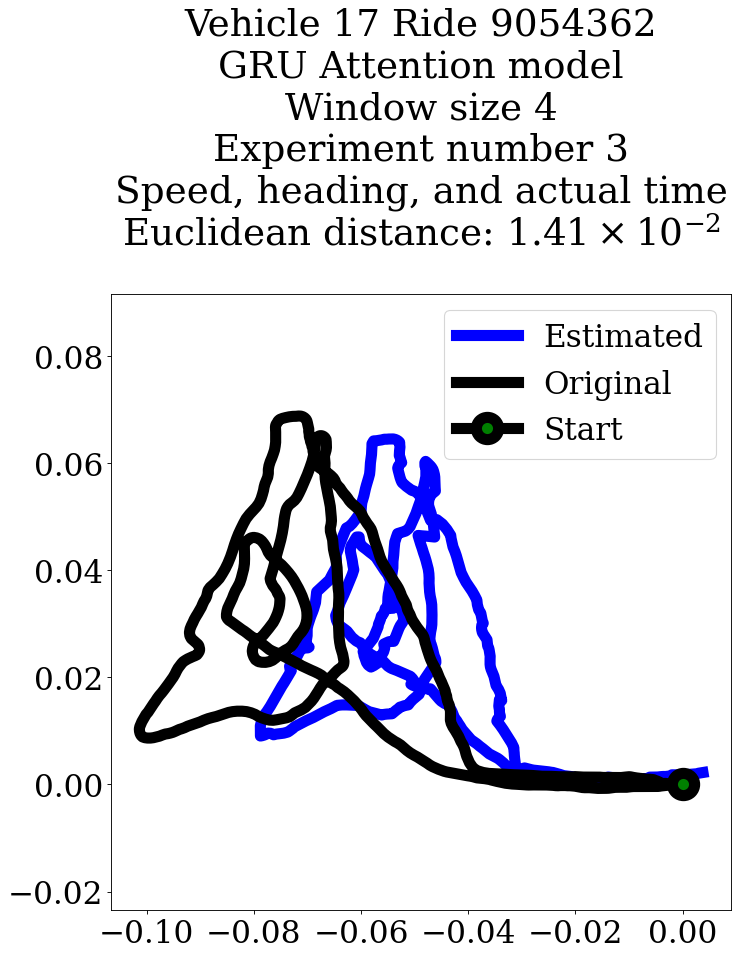 Vehicle 17 Ride 9054362
GRU Attention model
Window size 4
Experiment number 3
Speed, heading, and actual time
Euclidean distance: 1.41 × 10⁻²
Estimated
Original
Start
0.08
0.06
0.04
0.02
0.00
−0.02
−0.10 −0.08 −0.06 −0.04 −0.02 0.00